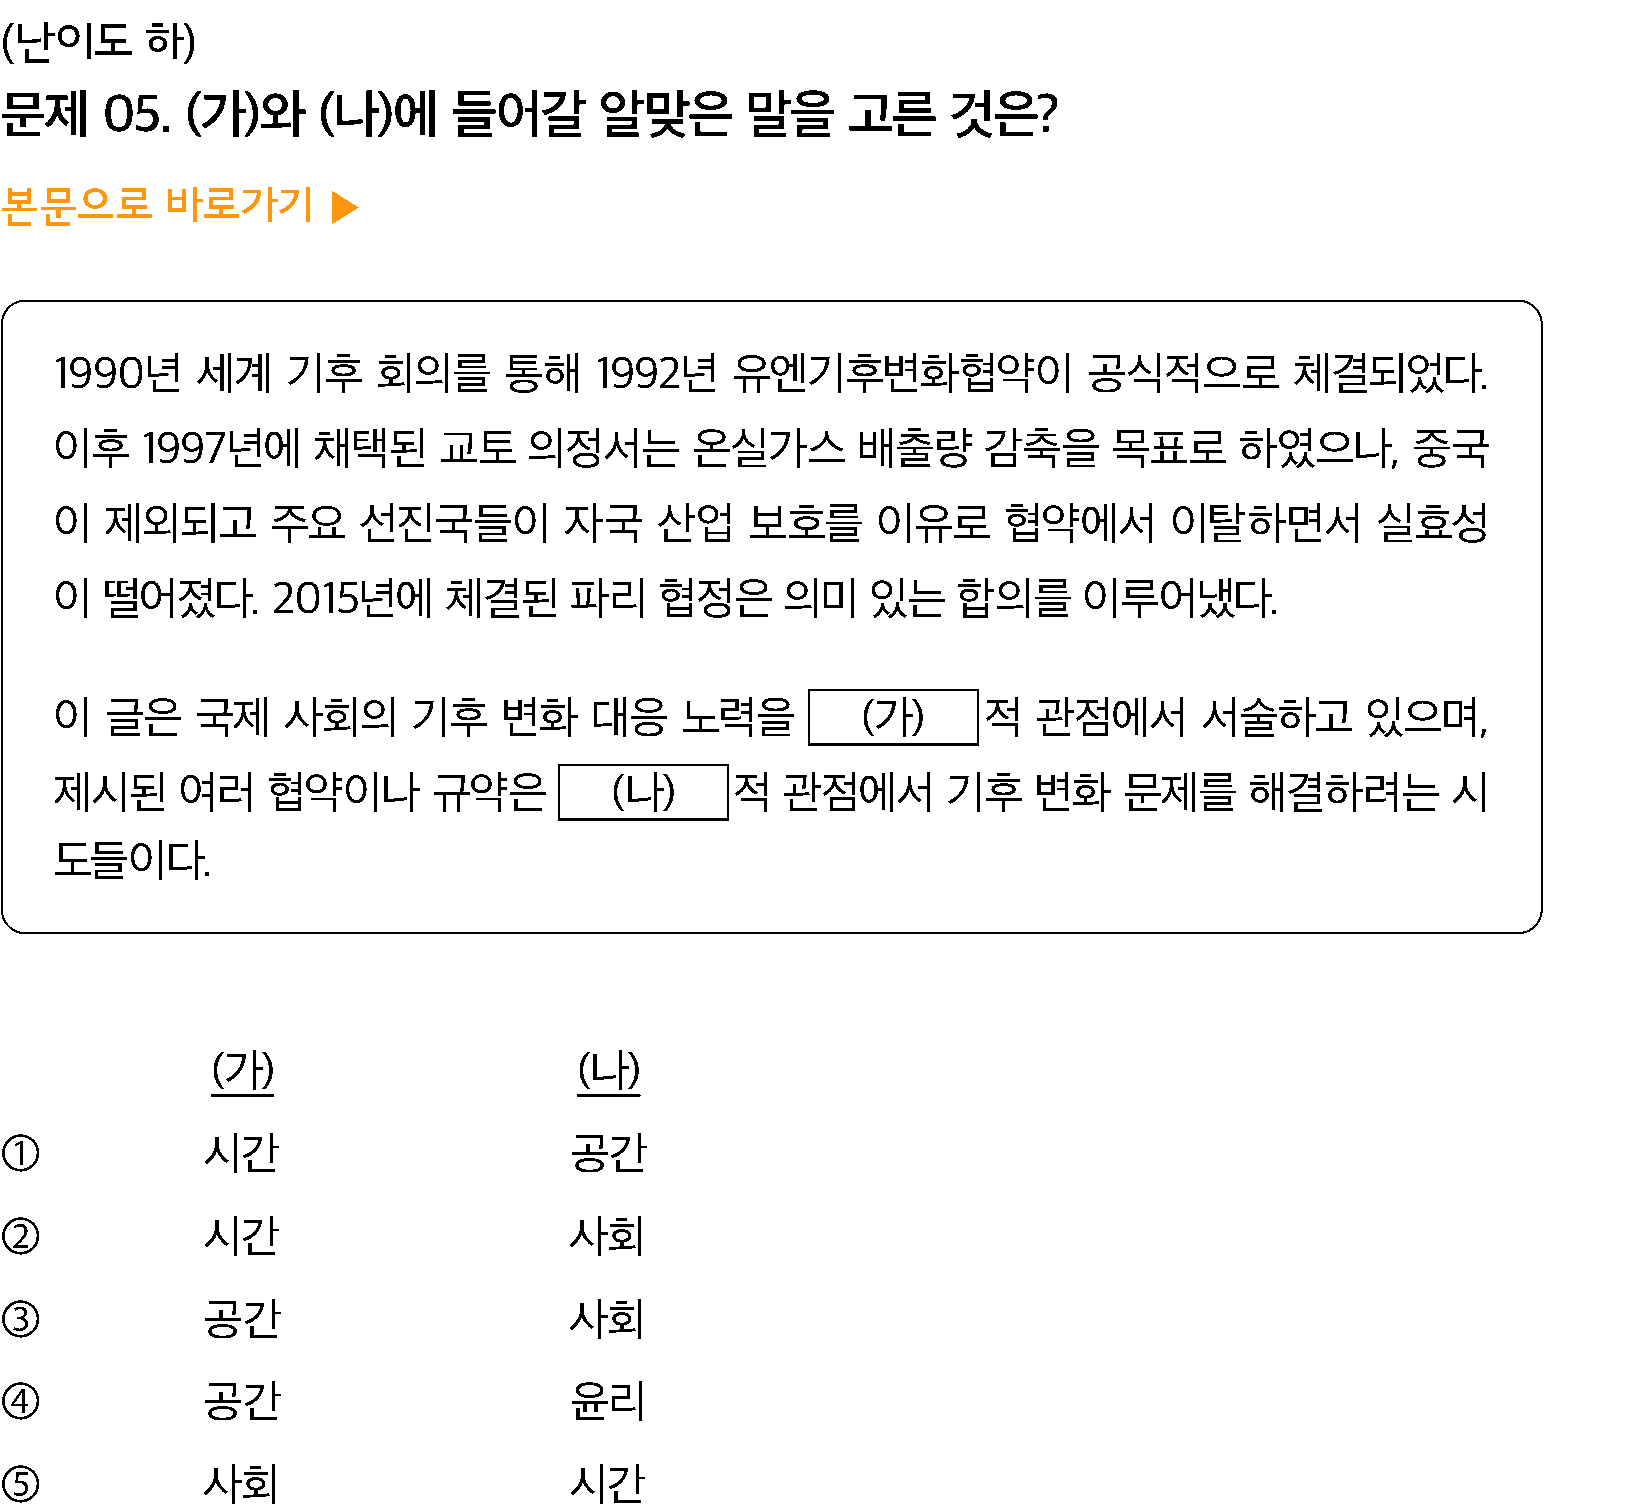 (난이도 하)
문제 05. (가)와 (나)에 들어갈 알맞은 말을 고른 것은?
본문으로 바로가기 ▶
1990년 세계 기후 회의를 통해 1992년 유엔기후변화협약이 공식적으로 체결되었다.
이후 1997년에 채택된 교토 의정서는 온실가스 배출량 감축을 목표로 하였으나, 중국
이 제외되고 주요 선진국들이 자국 산업 보호를 이유로 협약에서 이탈하면서 실효성
이 떨어졌다. 2015년에 체결된 파리 협정은 의미 있는 합의를 이루어냈다.
이 글은 국제 사회의 기후 변화 대응 노력을 (가) 적 관점에서 서술하고 있으며,
제시된 여러 협약이나 규약은 (나) 적 관점에서 기후 변화 문제를 해결하려는 시
도들이다.
(가) (나)
① 시간 공간
② 시간 사회
③ 공간 사회
④ 공간 윤리
⑤ 사회 시간